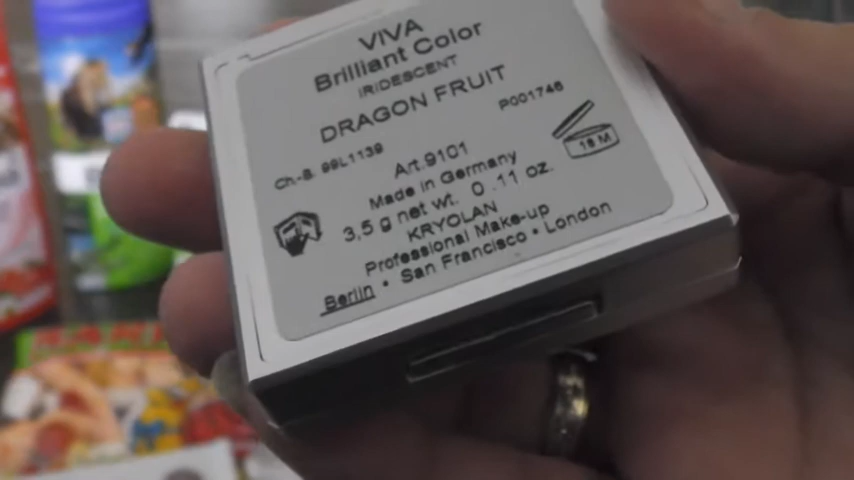 VIVA
Brilliant Color
IRIDESCENT
DRAGON FRUIT
P001746
Ch-B. 99L1139
Art.9101
18 M
Made in Germany
3,5 g net wt. 0.11 oz.
KRYOLAN
Professional Make-up
Berlin • San Francisco • London